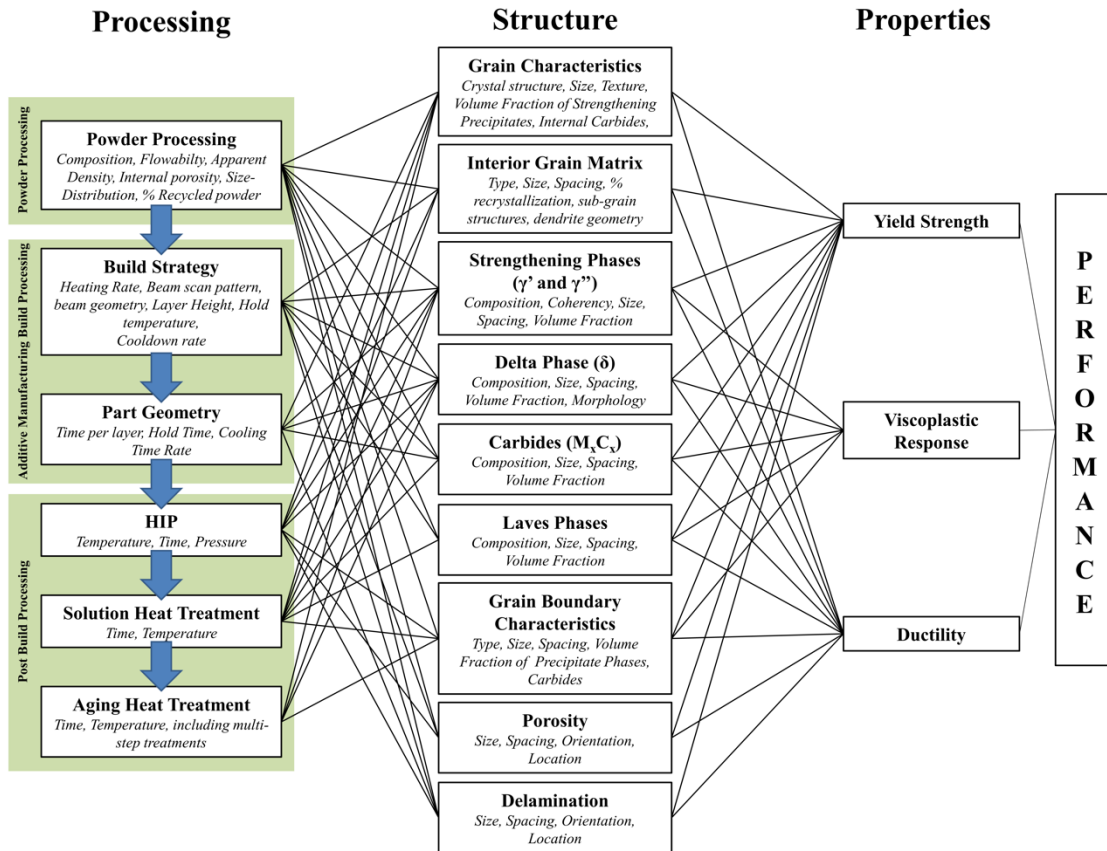 Processing
Structure
Properties
Powder Processing
Powder Processing
Composition, Flowabilty, Apparent
Density, Internal porosity, Size-
Distribution, % Recycled powder
Additive Manufacturing Build Processing
Build Strategy
Heating Rate, Beam scan pattern,
beam geometry, Layer Height, Hold
temperature,
Cooldown rate
Part Geometry
Time per layer, Hold Time, Cooling
Time Rate
Post Build Processing
HIP
Temperature, Time, Pressure
Solution Heat Treatment
Time, Temperature
Aging Heat Treatment
Time, Temperature, including multi-
step treatments
Grain Characteristics
Crystal structure, Size, Texture,
Volume Fraction of Strengthening
Precipitates, Internal Carbides,
Interior Grain Matrix
Type, Size, Spacing, %
recrystallization, sub-grain
structures, dendrite geometry
Strengthening Phases
(γ’ and γ”)
Composition, Coherency, Size,
Spacing, Volume Fraction
Delta Phase (δ)
Composition, Size, Spacing,
Volume Fraction, Morphology
Carbides (MxCx)
Composition, Size, Spacing,
Volume Fraction
Laves Phases
Composition, Size, Spacing,
Volume Fraction
Grain Boundary
Characteristics
Type, Size, Spacing, Volume
Fraction of Precipitate Phases,
Carbides
Porosity
Size, Spacing, Orientation,
Location
Delamination
Size, Spacing, Orientation,
Location
Yield Strength
Viscoplastic
Response
Ductility
PERFORMANCE